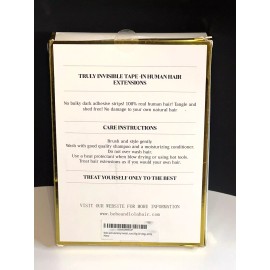 TRULY INVISIBLE TAPE-IN HUMAN HAIR
EXTENSIONS
No bulky dark adhesive strips! 100% real human hair! Tangle and
shed free! No damage to your own natural hair
CARE INSTRUCTIONS
Brush and style gently
Wash with good quality shampoo and a moisturizing conditioner.
Do not over wash hair
Use a heat protectant when blow drying or using hot tools
Treat hair extensions as if you would your own hair.
TREAT YOURSELF ONLY TO THE BEST
VISIT OUR WEBSITE FOR MORE INFORMATION